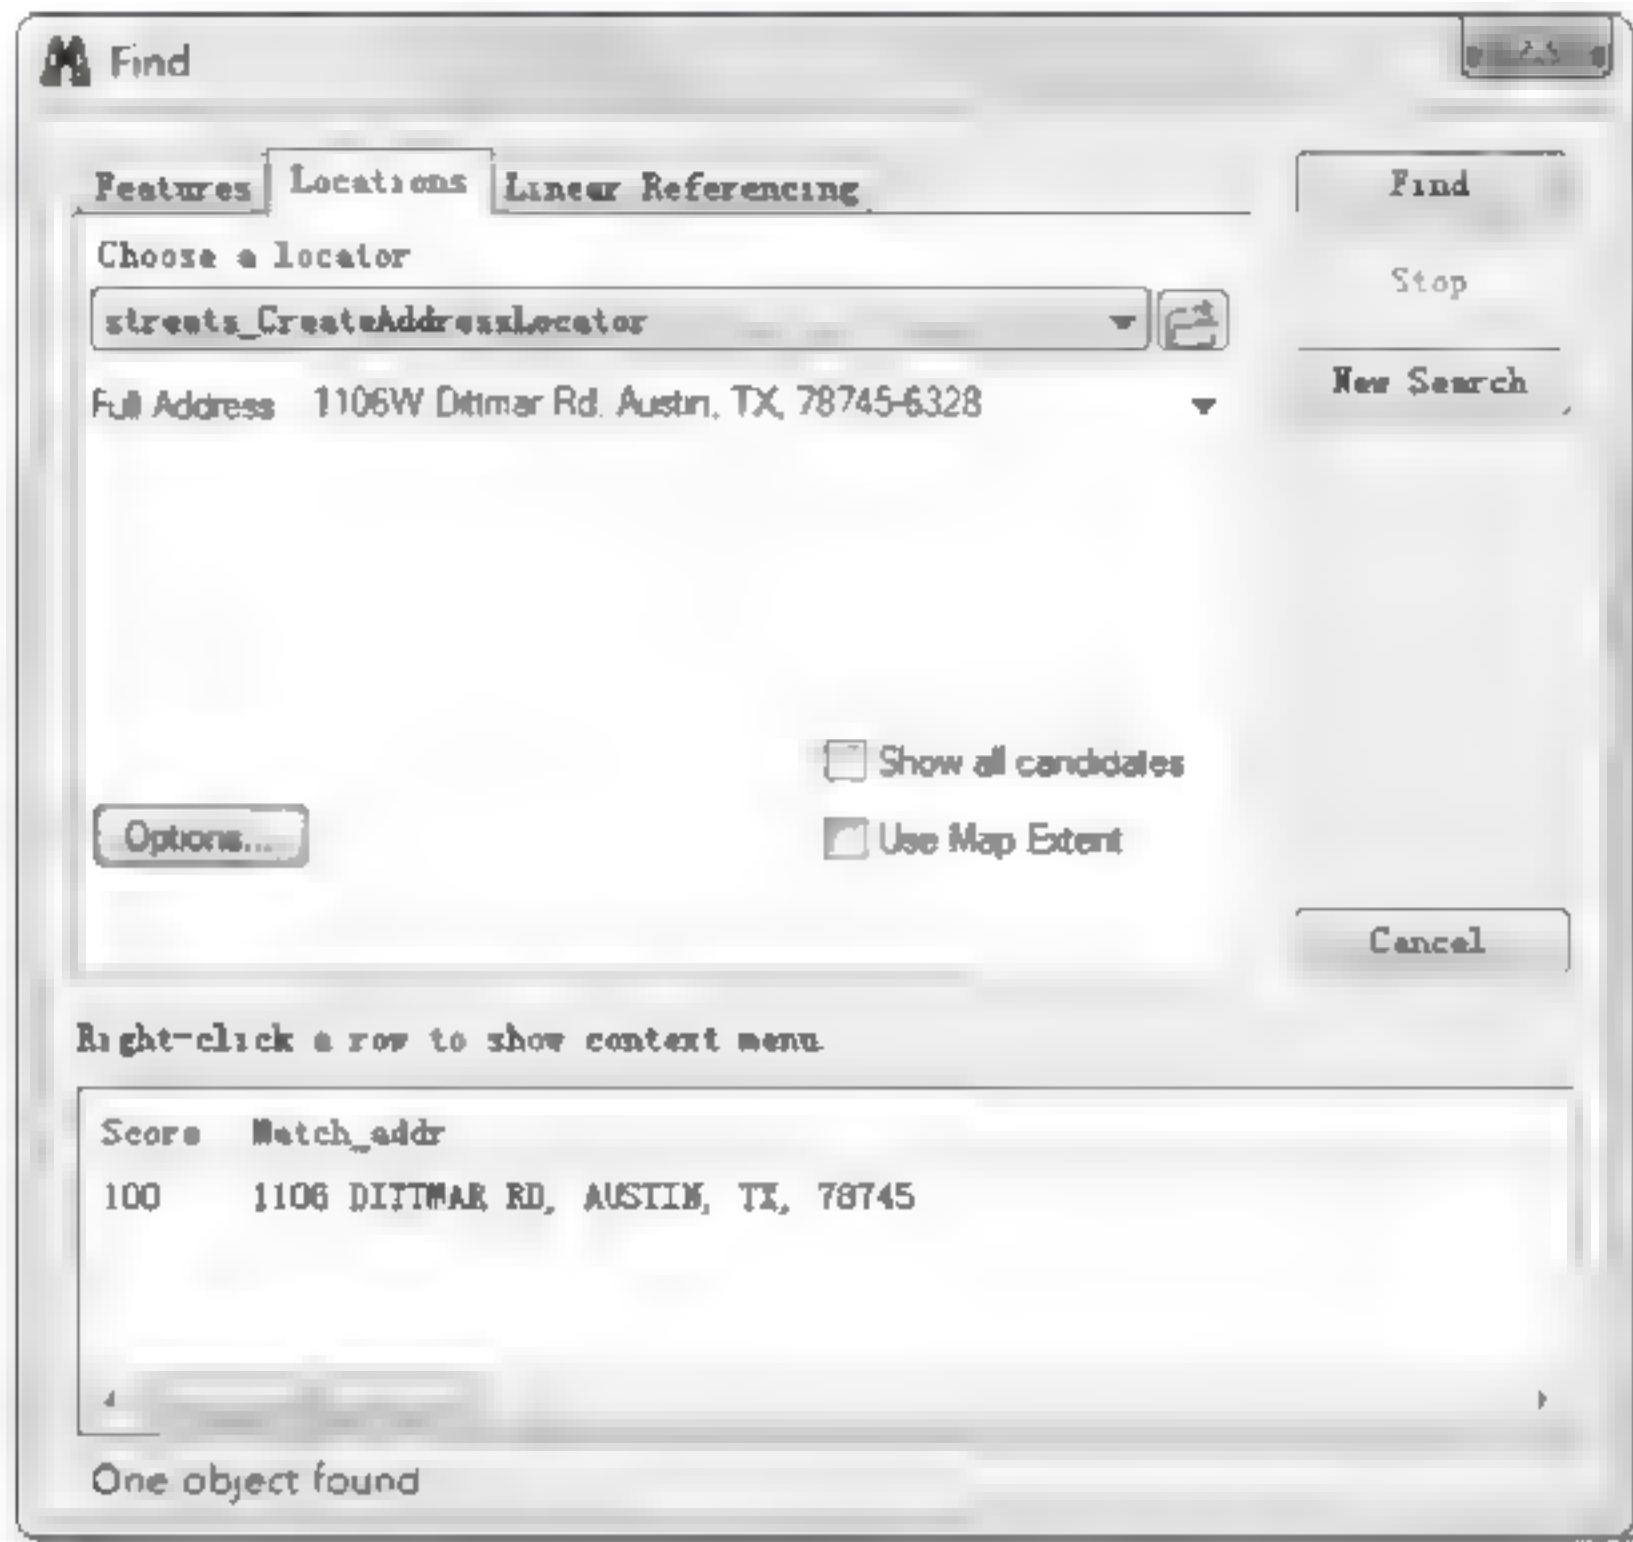 Find
Features Locations Linear Referencing
Find
Choose a locator
Stop
streets_CreateAddressLocator
New Search
Full Address 1106W Dittmar Rd. Austin, TX, 78745-6328
Show all candidates
Options...
Use Map Extent
Cancel
Right-click a row to show context menu.
Score Match_addr
100 1106 DITTMAR RD, AUSTIN, TX, 78745
One object found